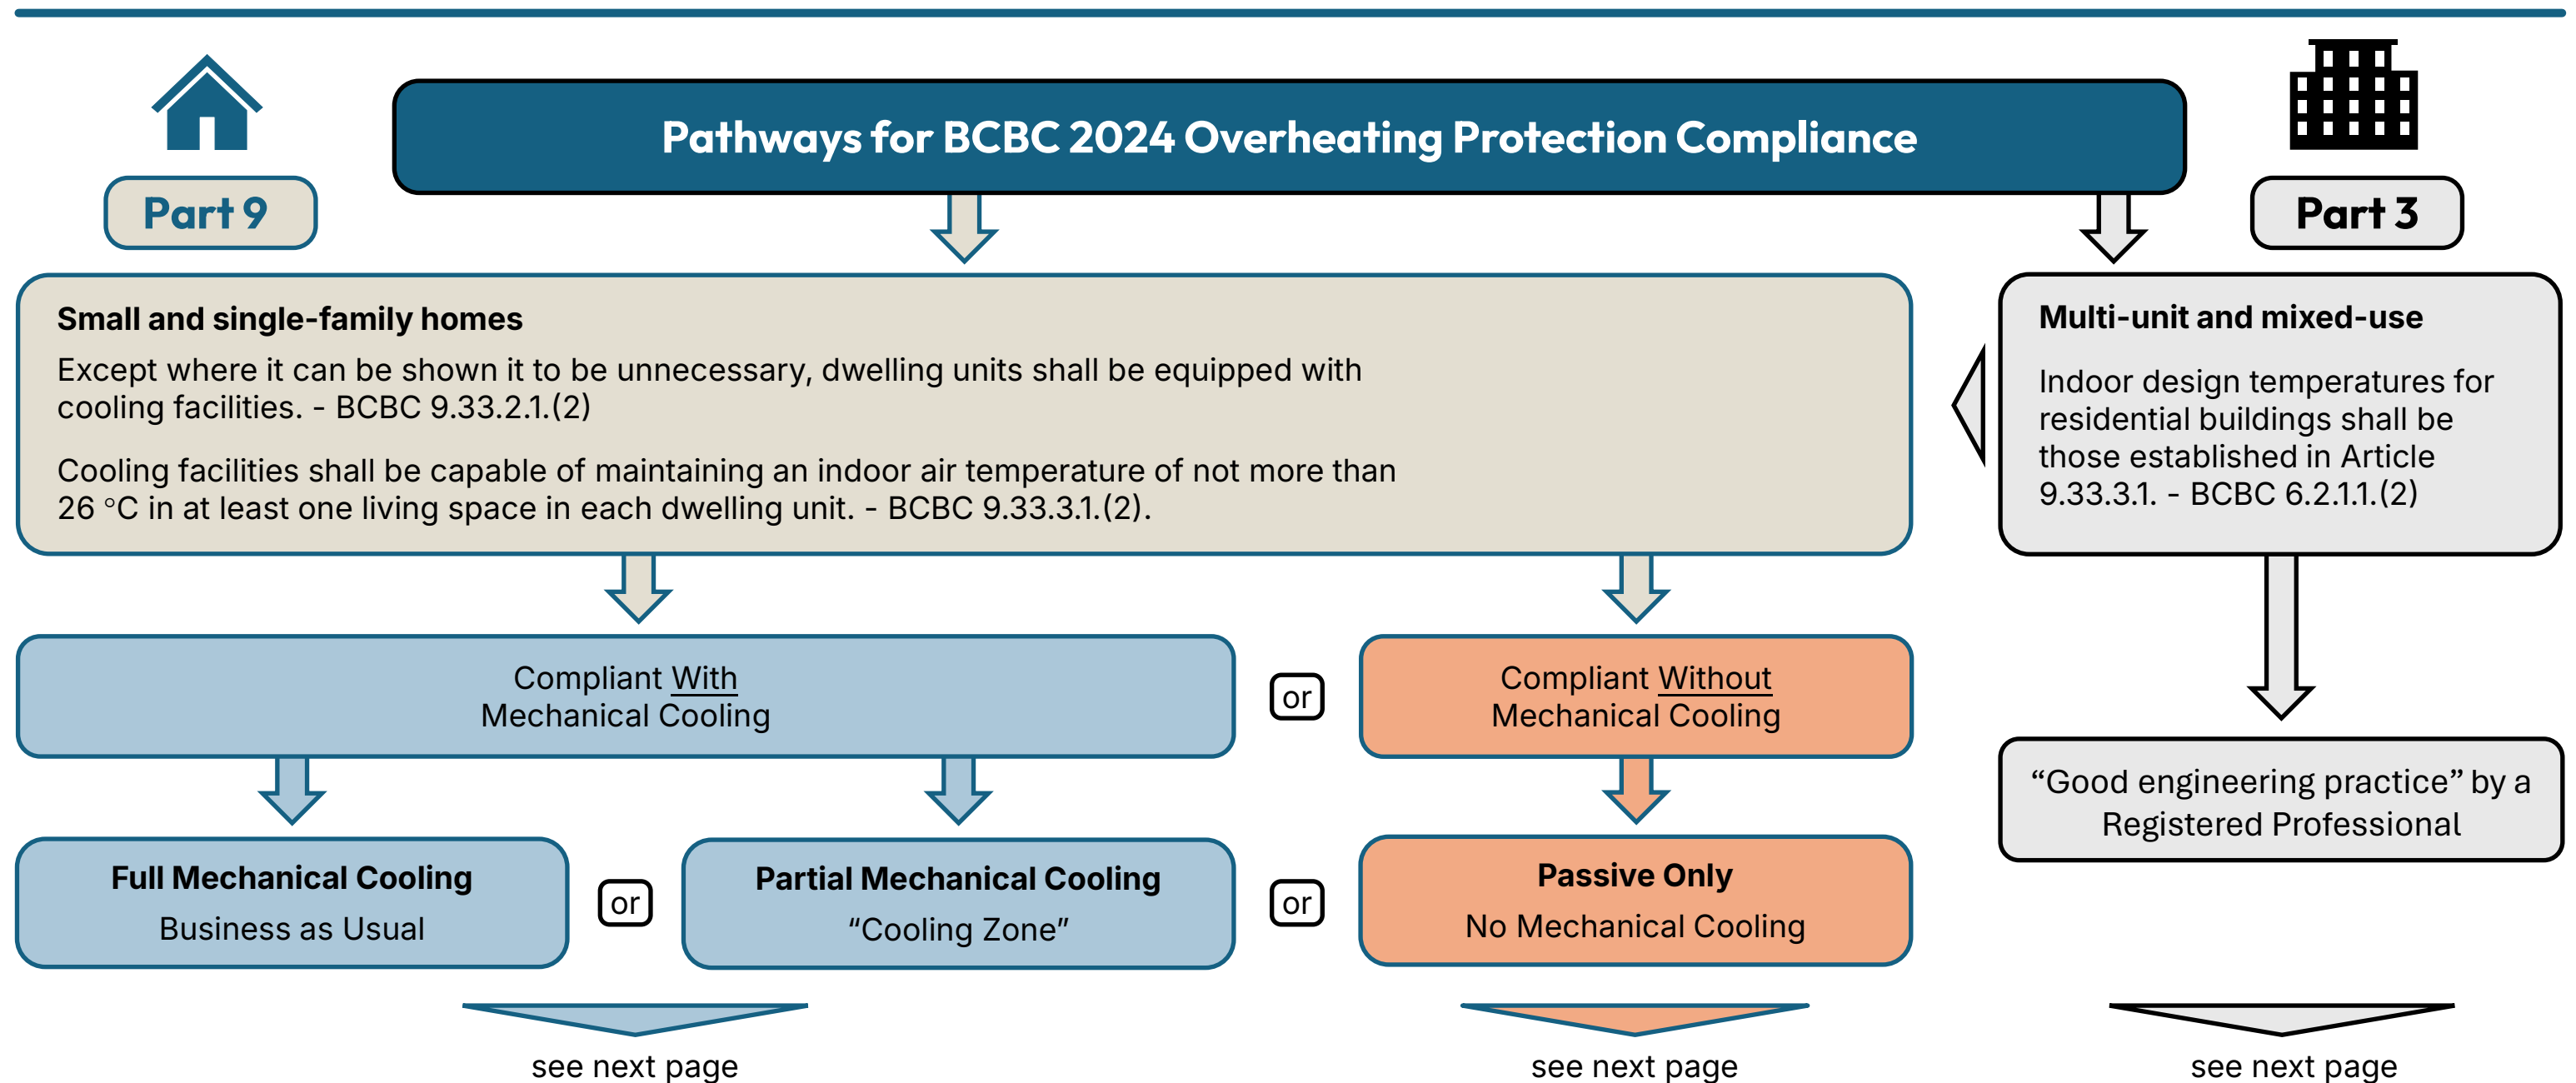 Pathways for BCBC 2024 Overheating Protection Compliance
Part 9
Part 3
Small and single-family homes
Except where it can be shown it to be unnecessary, dwelling units shall be equipped with
cooling facilities. - BCBC 9.33.2.1.(2)
Cooling facilities shall be capable of maintaining an indoor air temperature of not more than
26 °C in at least one living space in each dwelling unit. - BCBC 9.33.3.1.(2).
Multi-unit and mixed-use
Indoor design temperatures for
residential buildings shall be
those established in Article
9.33.3.1. - BCBC 6.2.1.1.(2)
Compliant With
Mechanical Cooling
or
Compliant Without
Mechanical Cooling
"Good engineering practice" by a
Registered Professional
Full Mechanical Cooling
Business as Usual
or
Partial Mechanical Cooling
"Cooling Zone"
or
Passive Only
No Mechanical Cooling
see next page
see next page
see next page